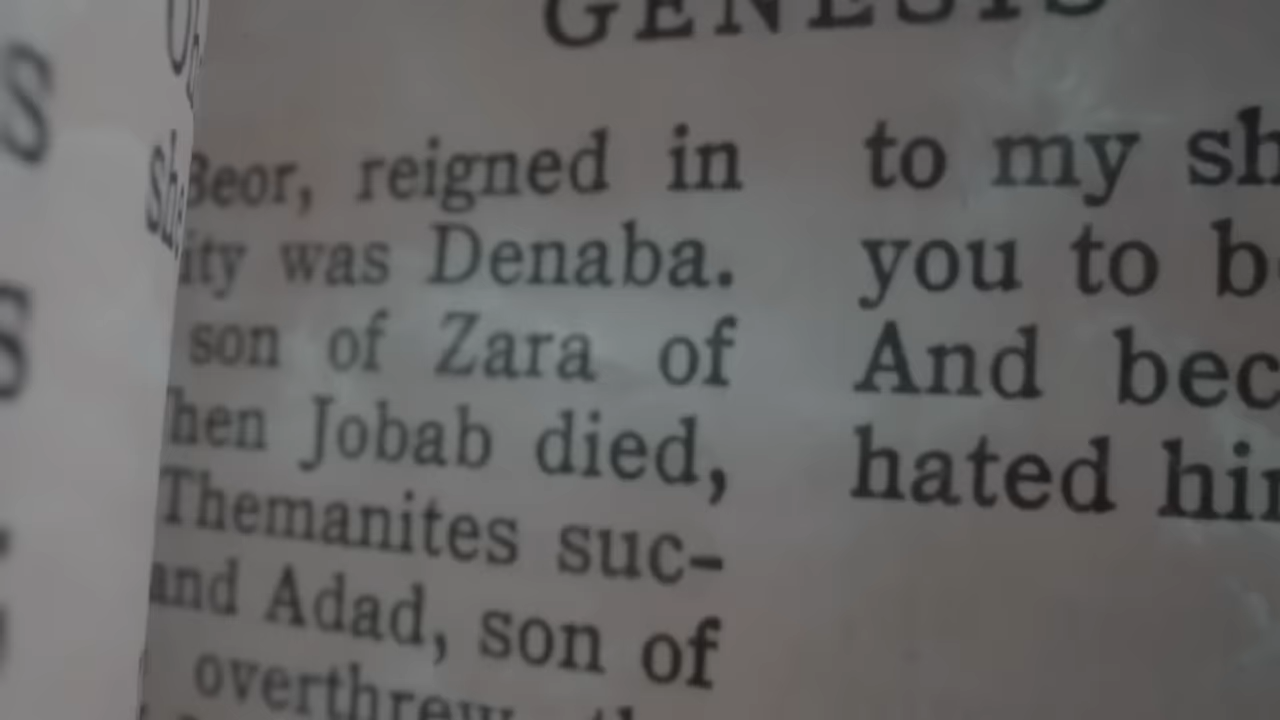 GENESIS
Beor, reigned in
ity was Denaba.
son of Zara of
hen Jobab died,
Themanites suc-
and Adad, son of
overthrew
to my sh
you to b
And bec
hated hi